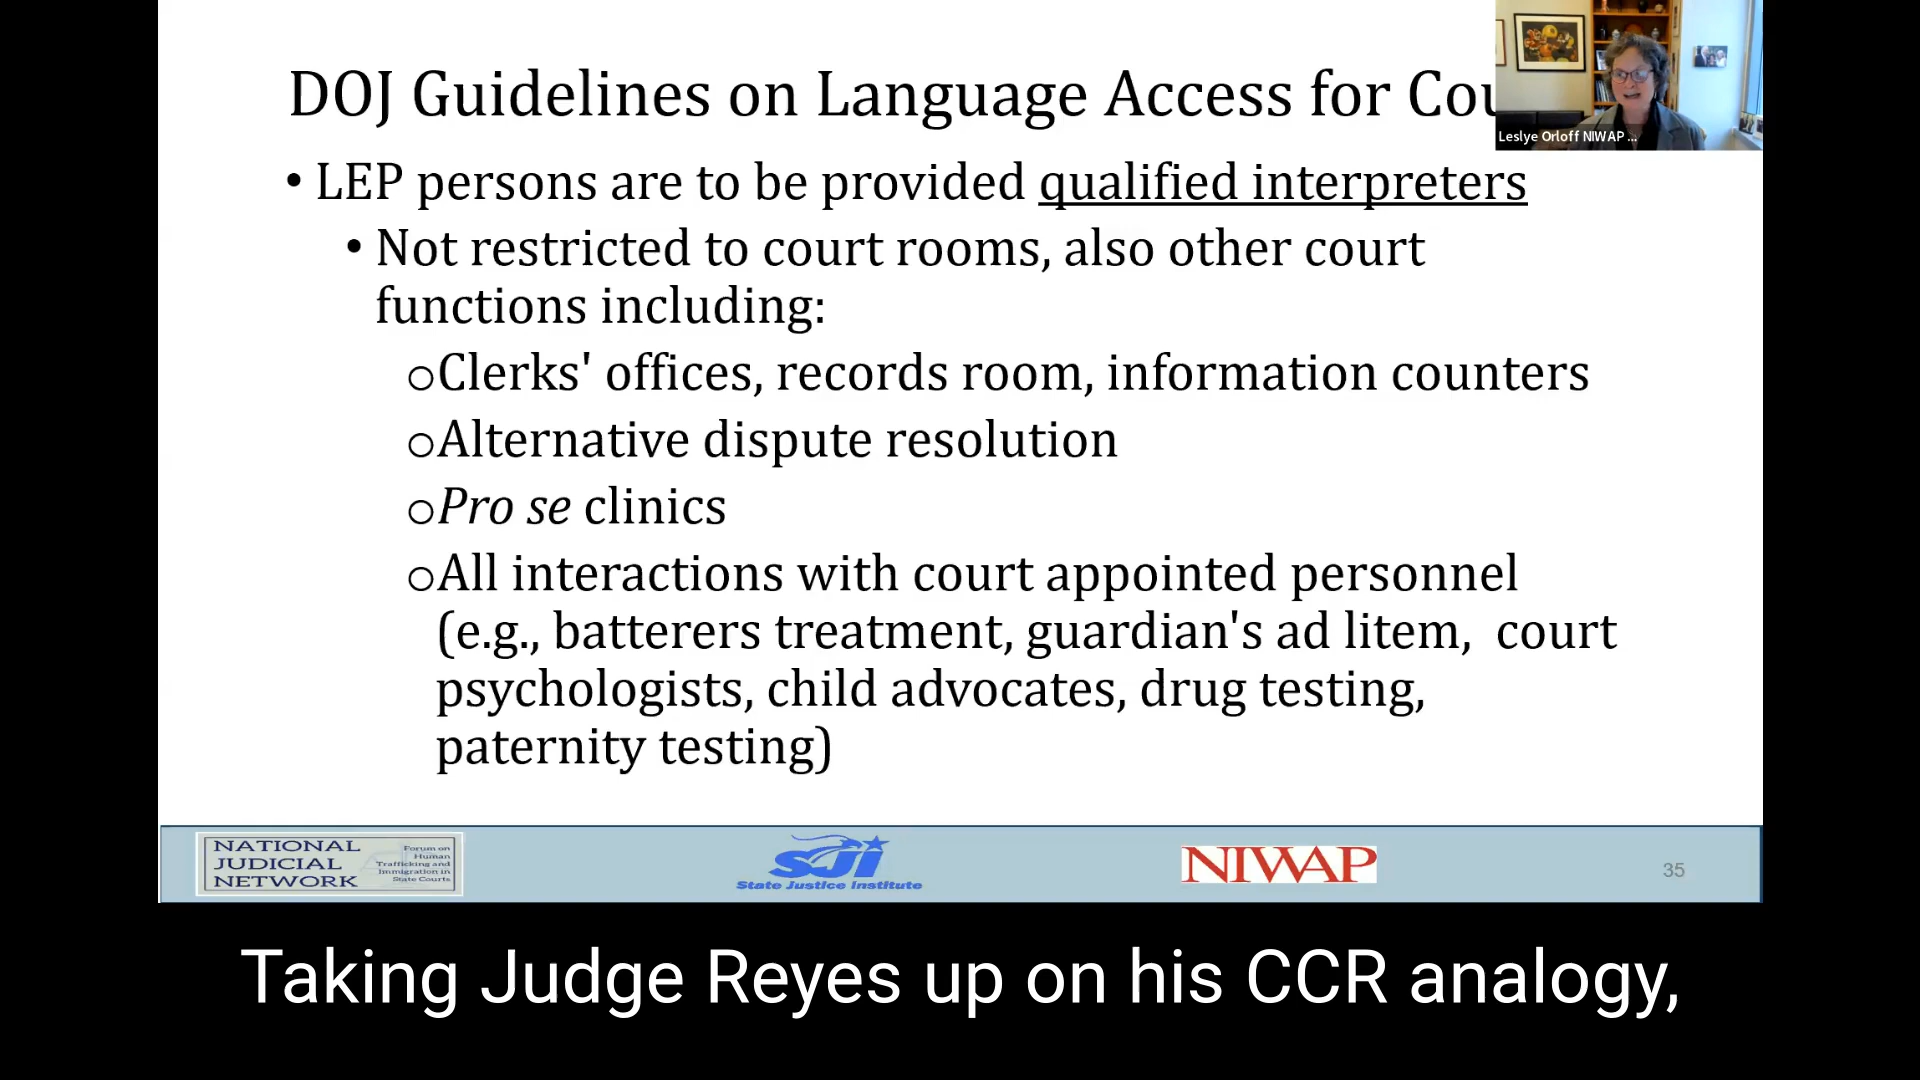 DOJ Guidelines on Language Access for Cou
Leslye Orloff NIWAP ...
• LEP persons are to be provided qualified interpreters
• Not restricted to court rooms, also other court
functions including:
oClerks' offices, records room, information counters
oAlternative dispute resolution
oPro se clinics
oAll interactions with court appointed personnel
(e.g., batterers treatment, guardian's ad litem,  court
psychologists, child advocates, drug testing,
paternity testing)
NATIONAL
JUDICIAL
NETWORK
Forum on
Human
Trafficking and
Immigration in
State Courts
SJI
State Justice Institute
NIWAP
35
Taking Judge Reyes up on his CCR analogy,